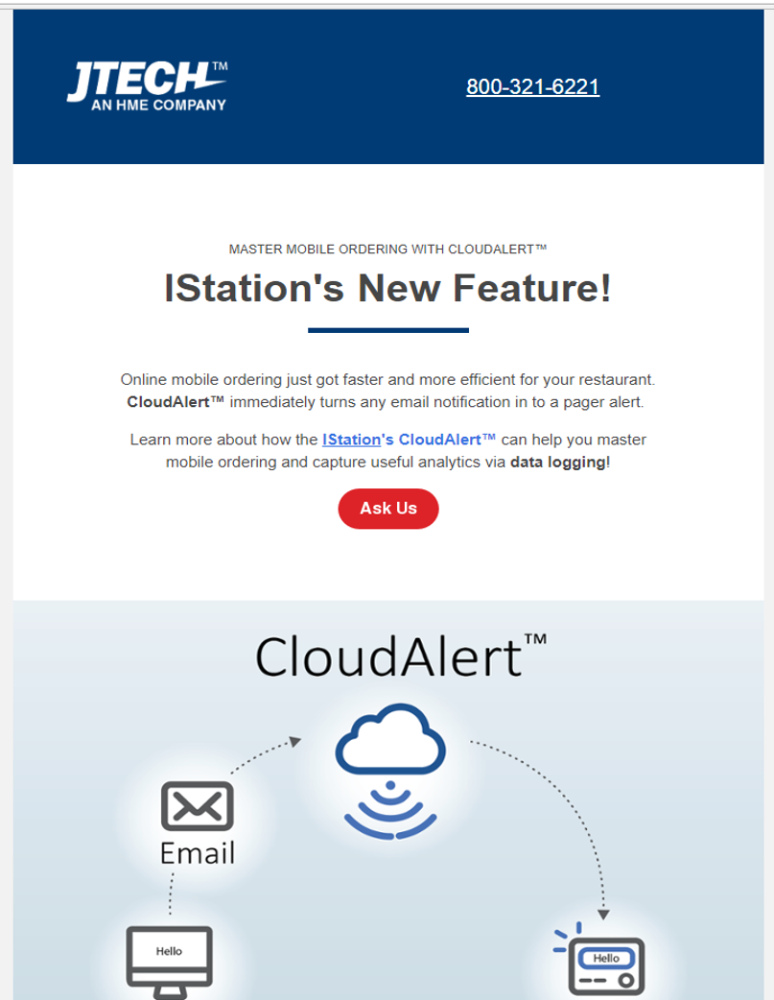 JTECH™
AN HME COMPANY
800-321-6221
MASTER MOBILE ORDERING WITH CLOUDALERT™
IStation's New Feature!
Online mobile ordering just got faster and more efficient for your restaurant.
CloudAlert™ immediately turns any email notification in to a pager alert.
Learn more about how the IStation's CloudAlert™ can help you master
mobile ordering and capture useful analytics via data logging!
Ask Us
CloudAlert™
Email
Hello
Hello